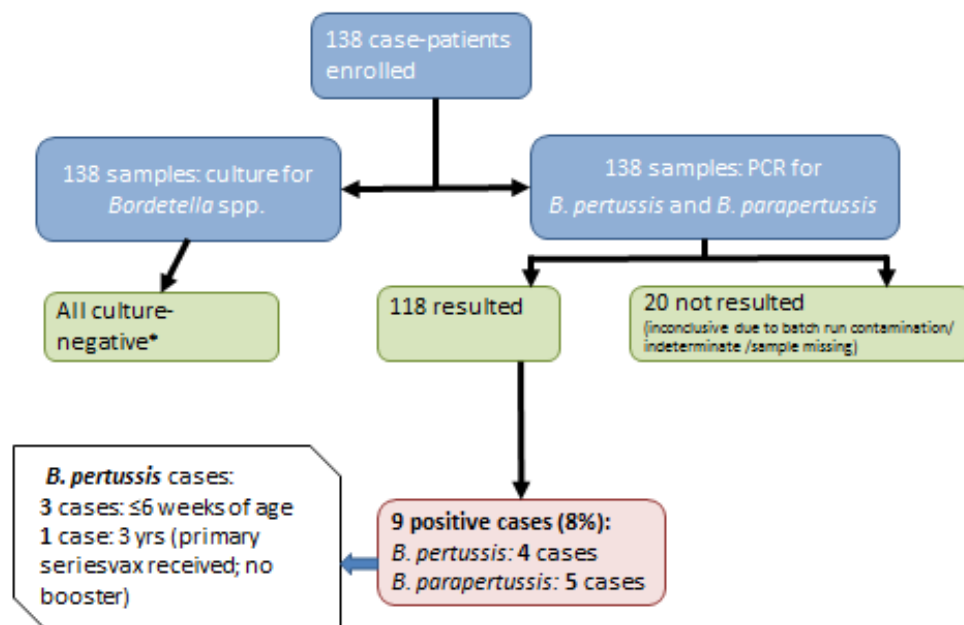 138 case-patients
enrolled
138 samples: culture for
Bordetella spp.
138 samples: PCR for
B. pertussis and B. parapertussis
All culture-
negative*
118 resulted
20 not resulted
(inconclusive due to batch run contamination/
indeterminate /sample missing)
B. pertussis cases:
3 cases: ≤6 weeks of age
1 case: 3 yrs (primary
seriesvax received; no
booster)
9 positive cases (8%):
B. pertussis: 4 cases
B. parapertussis: 5 cases